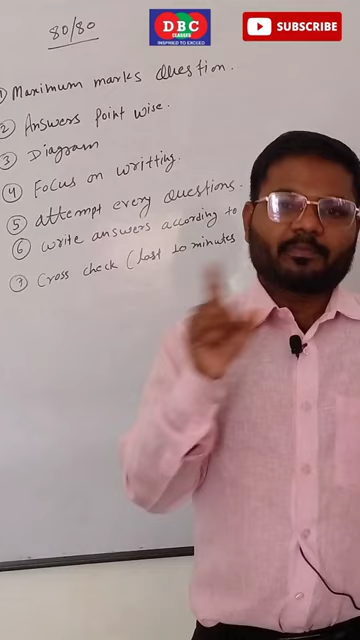 80/80
DBC
CLASSES
INSPIRED TO EXCEED
SUBSCRIBE
① Maximum marks Question.
② Answers point wise.
③ Diagram
④ Focus on writting.
⑤ attempt every questions.
⑥ write answers according to
⑦ Cross check (last 10 minutes